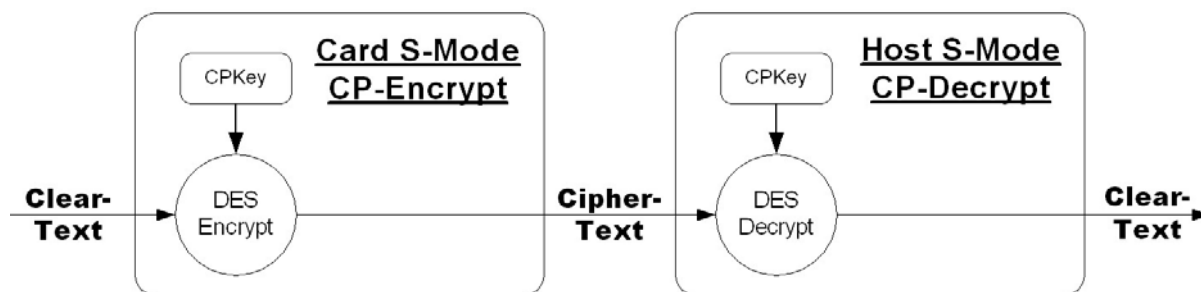 Card S-Mode
CP-Encrypt
CPKey
DES
Encrypt
Clear-
Text
Cipher-
Text
Host S-Mode
CP-Decrypt
CPKey
DES
Decrypt
Clear-
Text